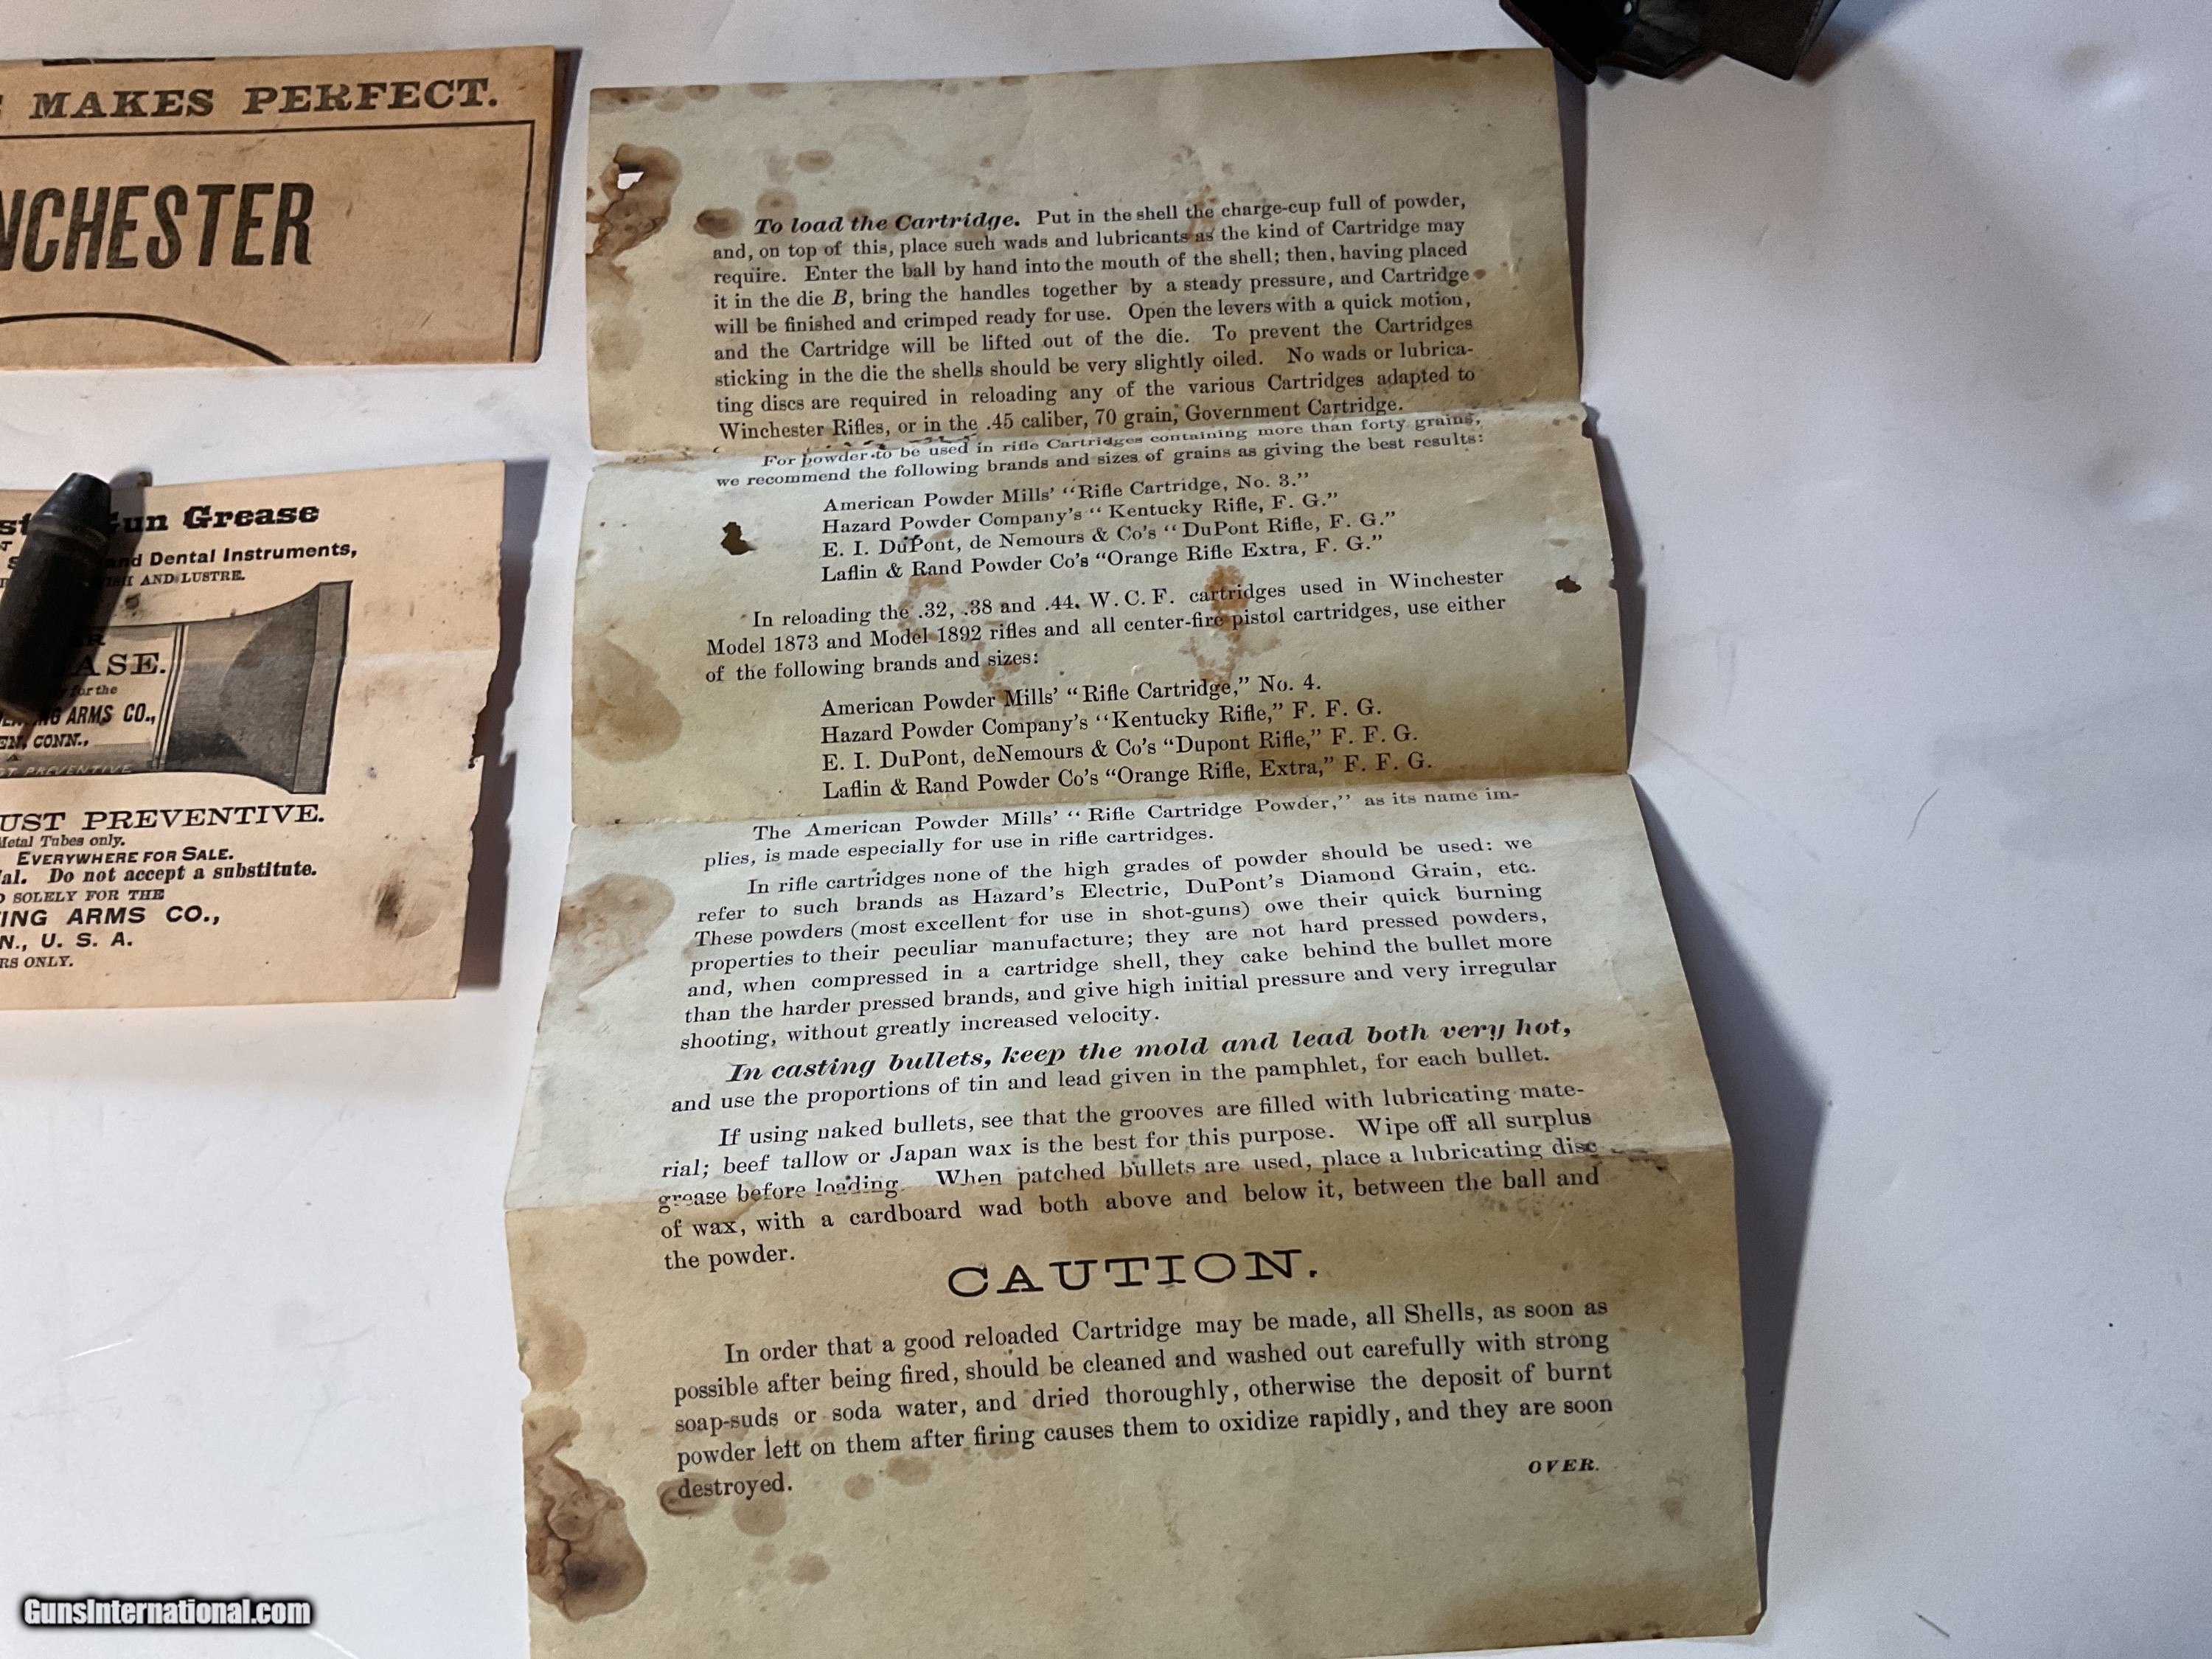 MAKES PERFECT.
NCHESTER
Gun Grease
and Dental Instruments,
AND LUSTRE.
ASE.
for the
ARMS CO.,
CONN.,
A
PREVENTIVE
UST PREVENTIVE.
Metal Tubes only.
EVERYWHERE FOR SALE.
al. Do not accept a substitute.
SOLELY FOR THE
ING ARMS CO.,
N., U. S. A.
RS ONLY.
To load the Cartridge. Put in the shell the charge-cup full of powder,
and, on top of this, place such wads and lubricants as the kind of Cartridge may
require. Enter the ball by hand into the mouth of the shell; then, having placed
it in the die B, bring the handles together by a steady pressure, and Cartridge
will be finished and crimped ready for use. Open the levers with a quick motion,
and the Cartridge will be lifted out of the die. To prevent the Cartridges
sticking in the die the shells should be very slightly oiled. No wads or lubrica-
ting discs are required in reloading any of the various Cartridges adapted to
Winchester Rifles, or in the .45 caliber, 70 grain, Government Cartridge.
For powder to be used in rifle Cartridges containing more than forty grains,
we recommend the following brands and sizes of grains as giving the best results:
American Powder Mills' "Rifle Cartridge, No. 3."
Hazard Powder Company's "Kentucky Rifle, F. G."
E. I. DuPont, de Nemours & Co's "DuPont Rifle, F. G."
Laflin & Rand Powder Co's "Orange Rifle Extra, F. G."
In reloading the .32, .38 and .44. W. C. F. cartridges used in Winchester
Model 1873 and Model 1892 rifles and all center-fire pistol cartridges, use either
of the following brands and sizes:
American Powder Mills' "Rifle Cartridge," No. 4.
Hazard Powder Company's "Kentucky Rifle," F. F. G.
E. I. DuPont, deNemours & Co's "Dupont Rifle," F. F. G.
Laflin & Rand Powder Co's "Orange Rifle, Extra," F. F. G.
The American Powder Mills' "Rifle Cartridge Powder," as its name im-
plies, is made especially for use in rifle cartridges.
In rifle cartridges none of the high grades of powder should be used: we
refer to such brands as Hazard's Electric, DuPont's Diamond Grain, etc.
These powders (most excellent for use in shot-guns) owe their quick burning
properties to their peculiar manufacture; they are not hard pressed powders,
and, when compressed in a cartridge shell, they cake behind the bullet more
than the harder pressed brands, and give high initial pressure and very irregular
shooting, without greatly increased velocity.
In casting bullets, keep the mold and lead both very hot,
and use the proportions of tin and lead given in the pamphlet, for each bullet.
If using naked bullets, see that the grooves are filled with lubricating mate-
rial; beef tallow or Japan wax is the best for this purpose. Wipe off all surplus
grease before loading. When patched bullets are used, place a lubricating disc
of wax, with a cardboard wad both above and below it, between the ball and
the powder.
CAUTION.
In order that a good reloaded Cartridge may be made, all Shells, as soon as
possible after being fired, should be cleaned and washed out carefully with strong
soap-suds or soda water, and dried thoroughly, otherwise the deposit of burnt
powder left on them after firing causes them to oxidize rapidly, and they are soon
destroyed.
OVER.
GunsInternational.com